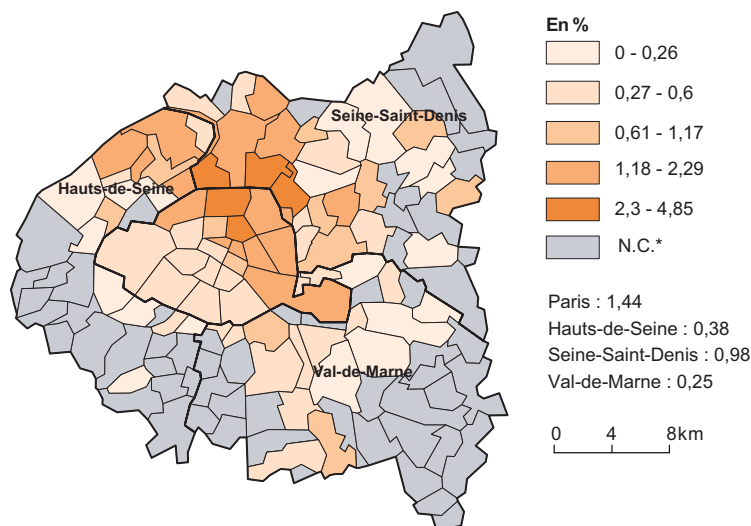 En %
0 - 0,26
0,27 - 0,6
0,61 - 1,17
1,18 - 2,29
2,3 - 4,85
N.C.*
Seine-Saint-Denis
Hauts-de-Seine
Val-de-Marne
Paris : 1,44
Hauts-de-Seine : 0,38
Seine-Saint-Denis : 0,98
Val-de-Marne : 0,25
0 4 8km